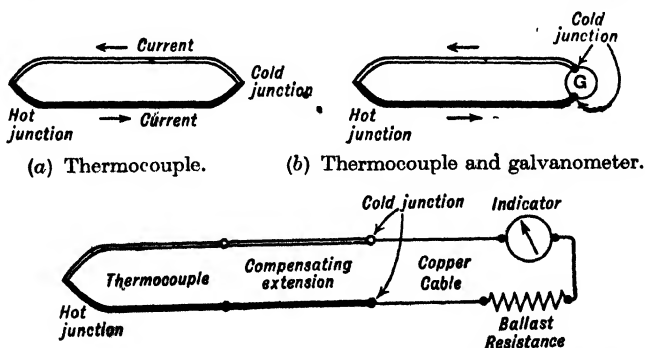 Current
Cold
junction
Hot
junction
Current
(a) Thermocouple.
Cold
junction
G
Hot
junction
(b) Thermocouple and galvanometer.
Cold junction
Indicator
Thermocouple
Compensating
extension
Copper
Cable
Hot
junction
Ballast
Resistance